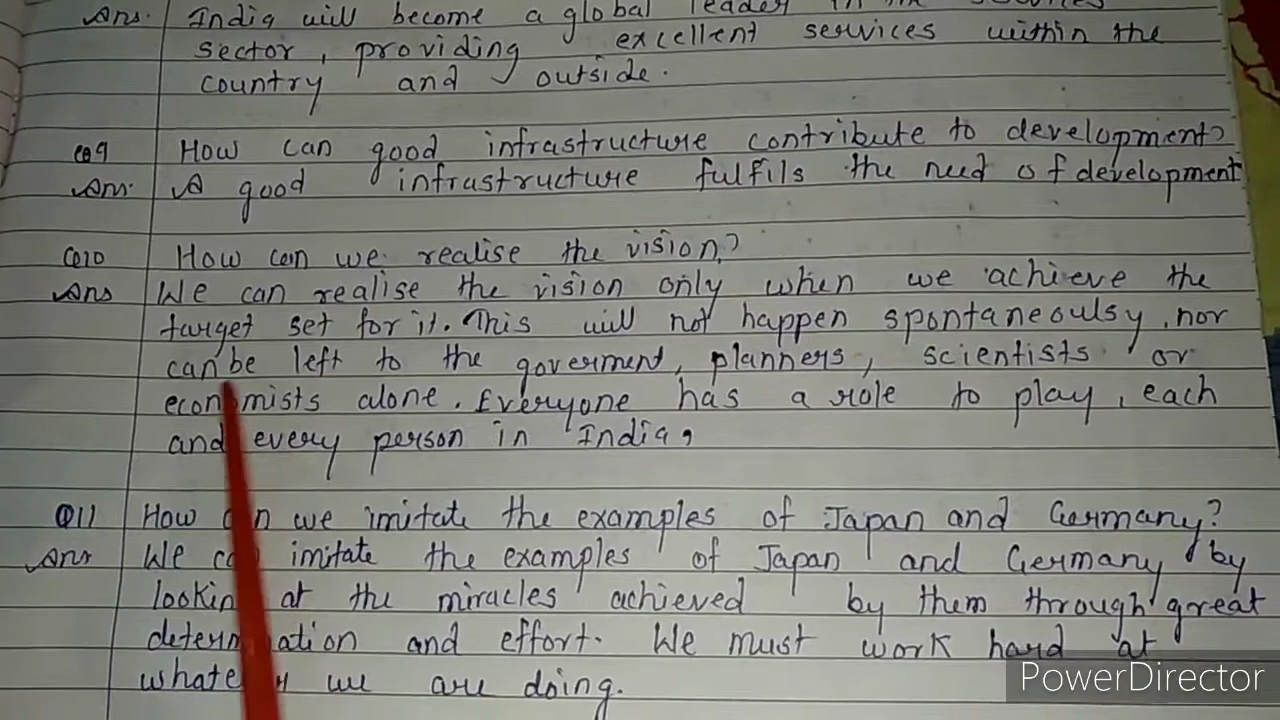 Ans. India will become a global leader in
sector, providing excellent services within the
country and outside.
Q9 How can good infrastructure contribute to development?
Ans. A good infrastructure fulfils the need of development
Q10 How can we realise the vision?
Ans We can realise the vision only when we achieve the
target set for it. This will not happen spontaneoulsy, nor
can be left to the goverment, planners, scientists or
economists alone. Everyone has a role to play, each
and every person in India,
Q11 How can we imitate the examples of Japan and Germany?
Ans We can imitate the examples of Japan and Germany by
lookin at the miracles achieved by them through great
determination and effort. We must work hard at
whatever we are doing.
PowerDirector